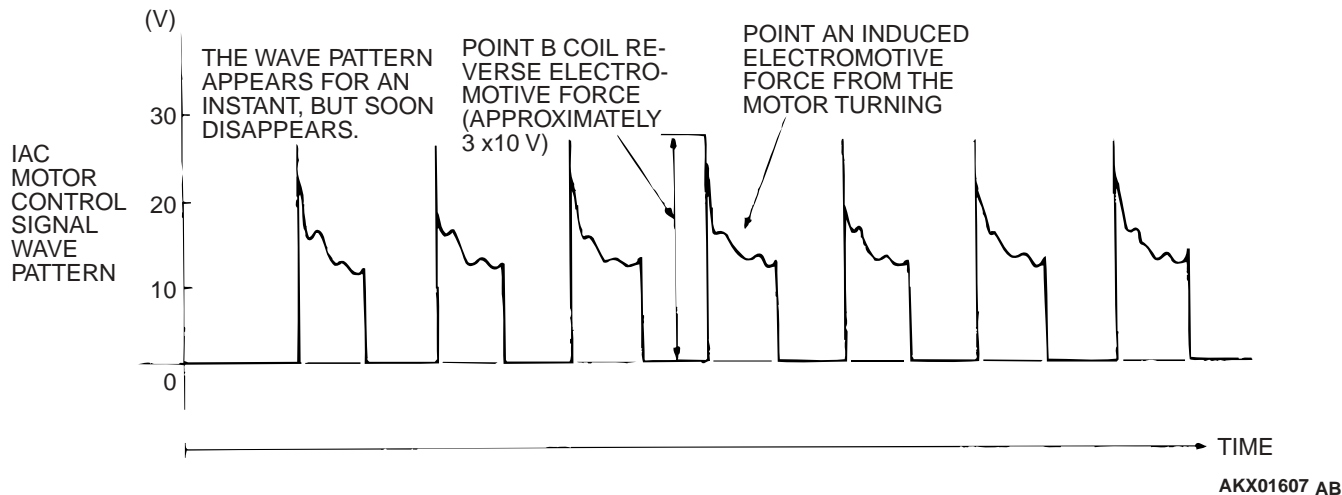 (V)
THE WAVE PATTERN
APPEARS FOR AN
INSTANT, BUT SOON
DISAPPEARS.
POINT B COIL RE-
VERSE ELECTRO-
MOTIVE FORCE
(APPROXIMATELY
3 x10 V)
POINT AN INDUCED
ELECTROMOTIVE
FORCE FROM THE
MOTOR TURNING
IAC
MOTOR
CONTROL
SIGNAL
WAVE
PATTERN
30
20
10
0
TIME
AKX01607 AB